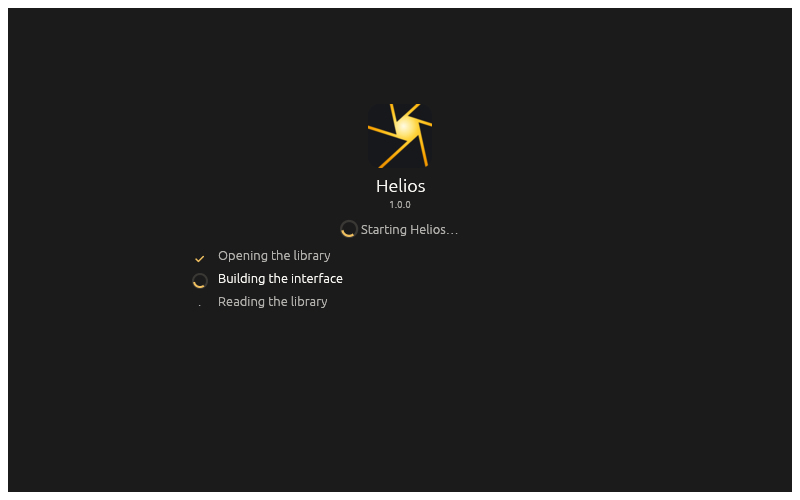 Helios
1.0.0
Starting Helios…
Opening the library
Building the interface
Reading the library